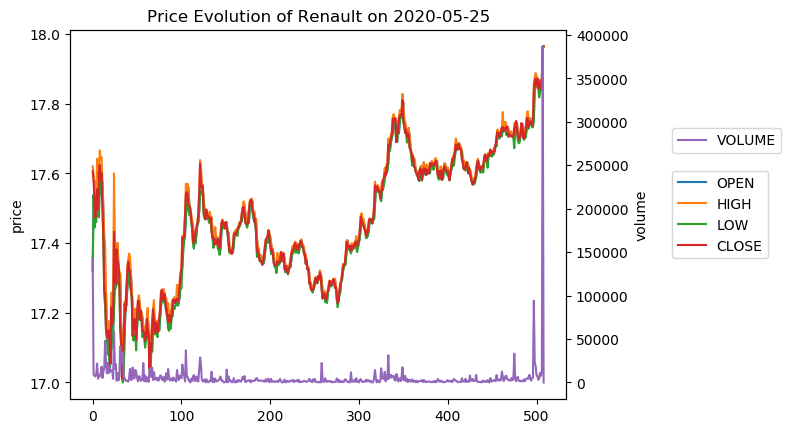 Price Evolution of Renault on 2020-05-25
18.0
17.8
17.6
17.4
17.2
17.0
price
0
100
200
300
400
500
400000
350000
300000
250000
200000
150000
100000
50000
0
volume
VOLUME
OPEN
HIGH
LOW
CLOSE